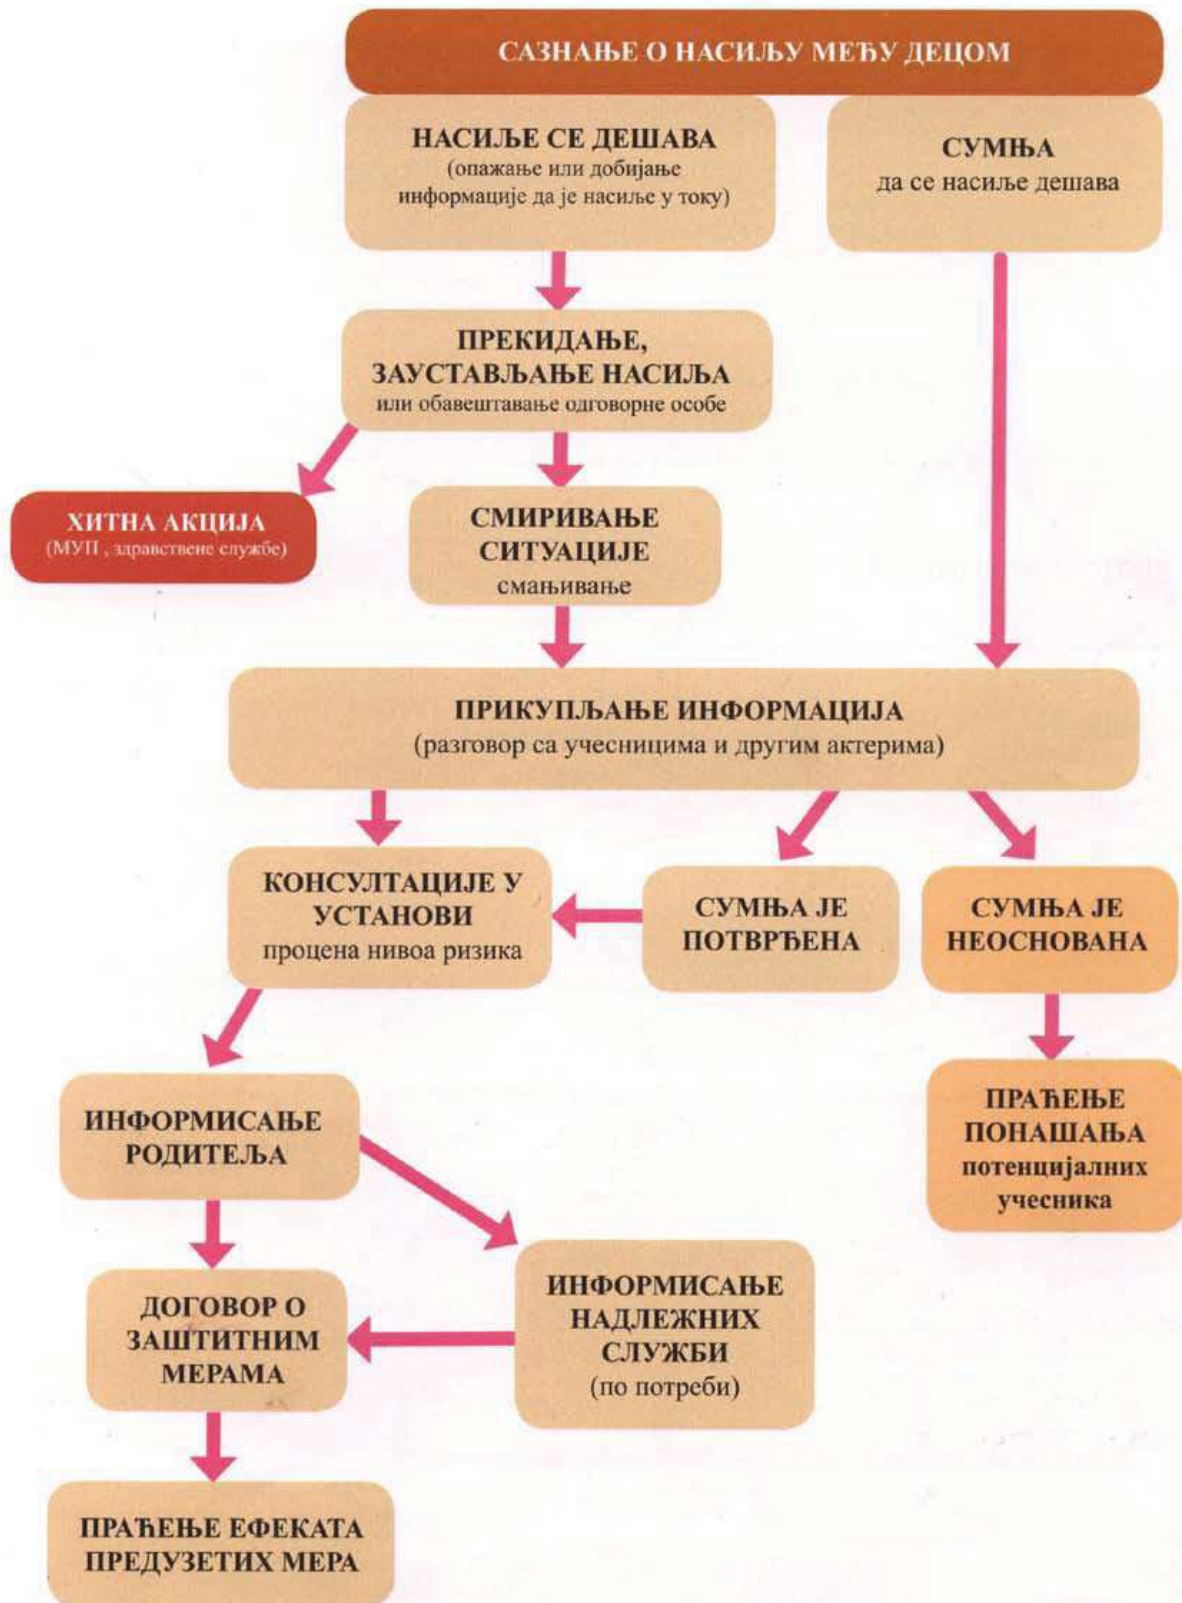 САЗНАЊЕ О НАСИЉУ МЕЂУ ДЕЦОМ
НАСИЉЕ СЕ ДЕШАВА
(опажање или добијање
информације да је насиље у току)
СУМЊА
да се насиље дешава
ПРЕКИДАЊЕ,
ЗАУСТАВЉАЊЕ НАСИЉА
или обавештавање одговорне особе
ХИТНА АКЦИЈА
(МУП , здравствене службе)
СМИРИВАЊЕ
СИТУАЦИЈЕ
смањивање
ПРИКУПЉАЊЕ ИНФОРМАЦИЈА
(разговор са учесницима и другим актерима)
КОНСУЛТАЦИЈЕ У
УСТАНОВИ
процена нивоа ризика
СУМЊА ЈЕ
ПОТВРЂЕНА
СУМЊА ЈЕ
НЕОСНОВАНА
ИНФОРМИСАЊЕ
РОДИТЕЉА
ПРАЋЕЊЕ
ПОНАШАЊА
потенцијалних
учесника
ДОГОВОР О
ЗАШТИТНИМ
МЕРАМА
ИНФОРМИСАЊЕ
НАДЛЕЖНИХ
СЛУЖБИ
(по потреби)
ПРАЋЕЊЕ ЕФЕКАТА
ПРЕДУЗЕТИХ МЕРА